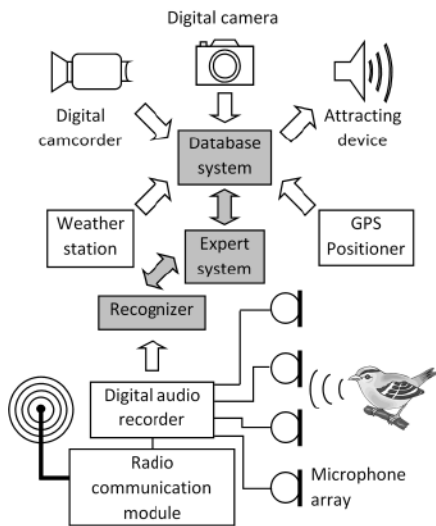 Digital camera
Digital
camcorder
Attracting
device
Database
system
Weather
station
Expert
system
GPS
Positioner
Recognizer
Digital audio
recorder
Radio
communication
module
Microphone
array